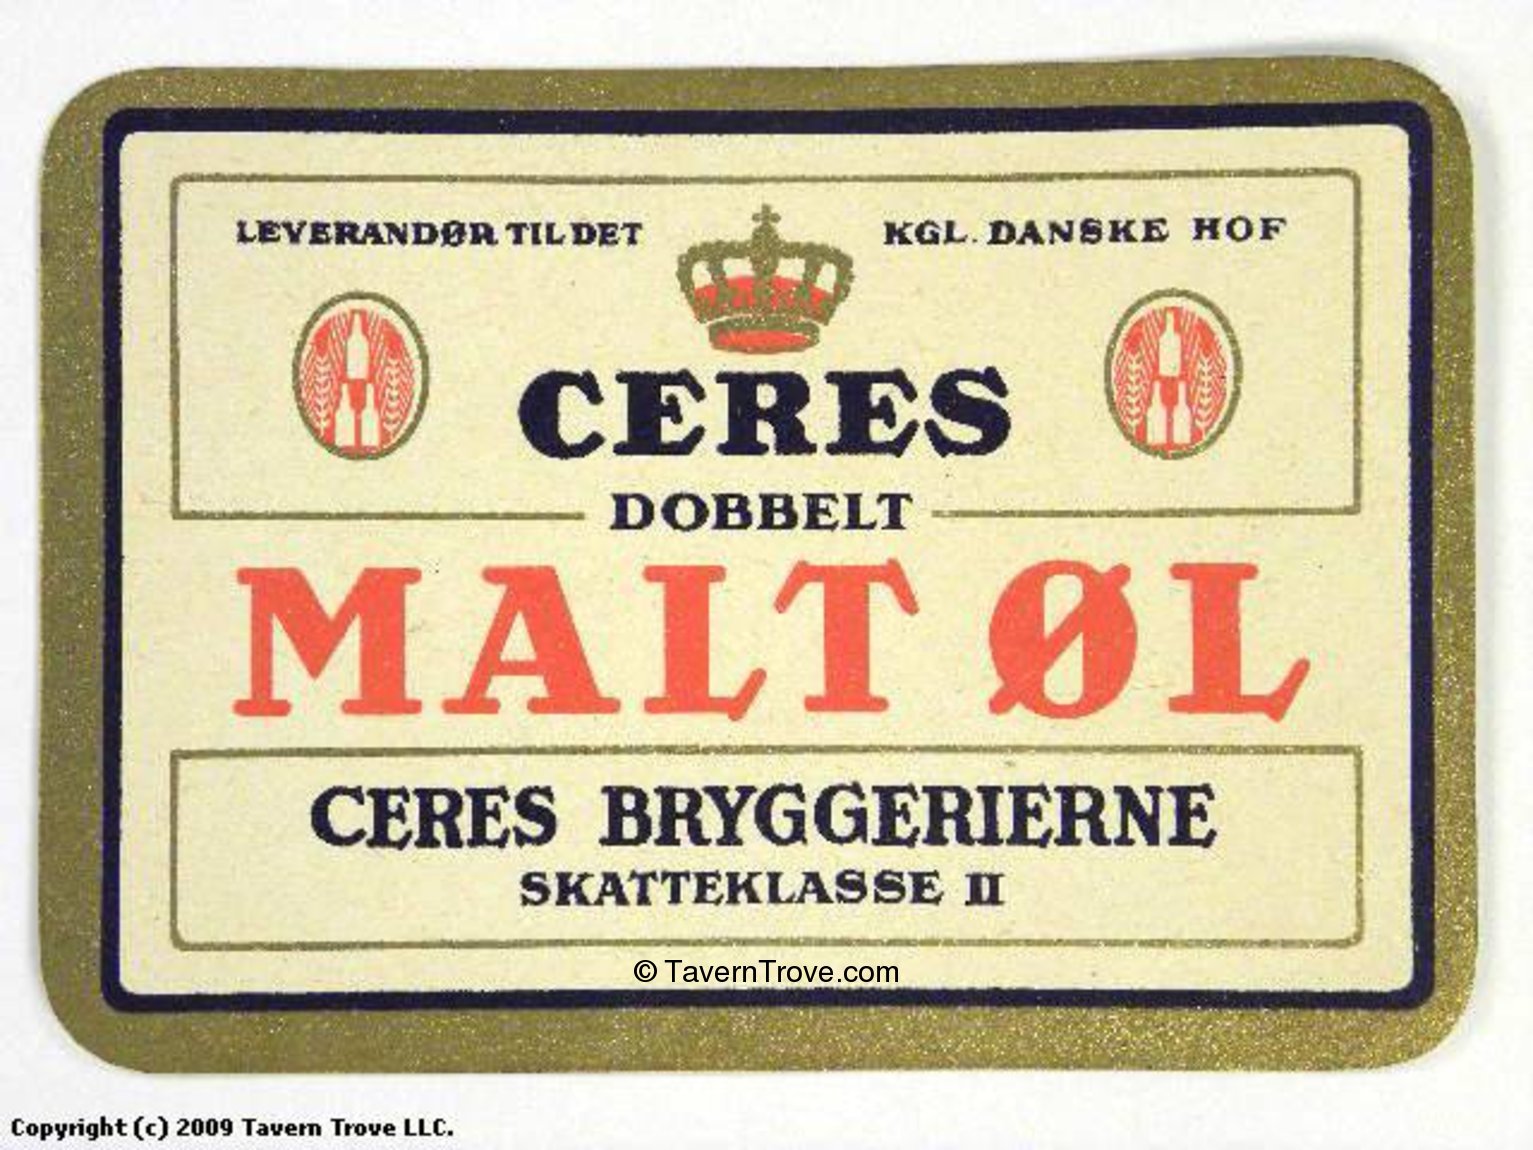 LEVERANDØR TIL DET KGL. DANSKE HOF
CERES
DOBBELT
MALT ØL
CERES BRYGGERIERNE
SKATTEKLASSE II
© TavernTrove.com
Copyright (c) 2009 Tavern Trove LLC.